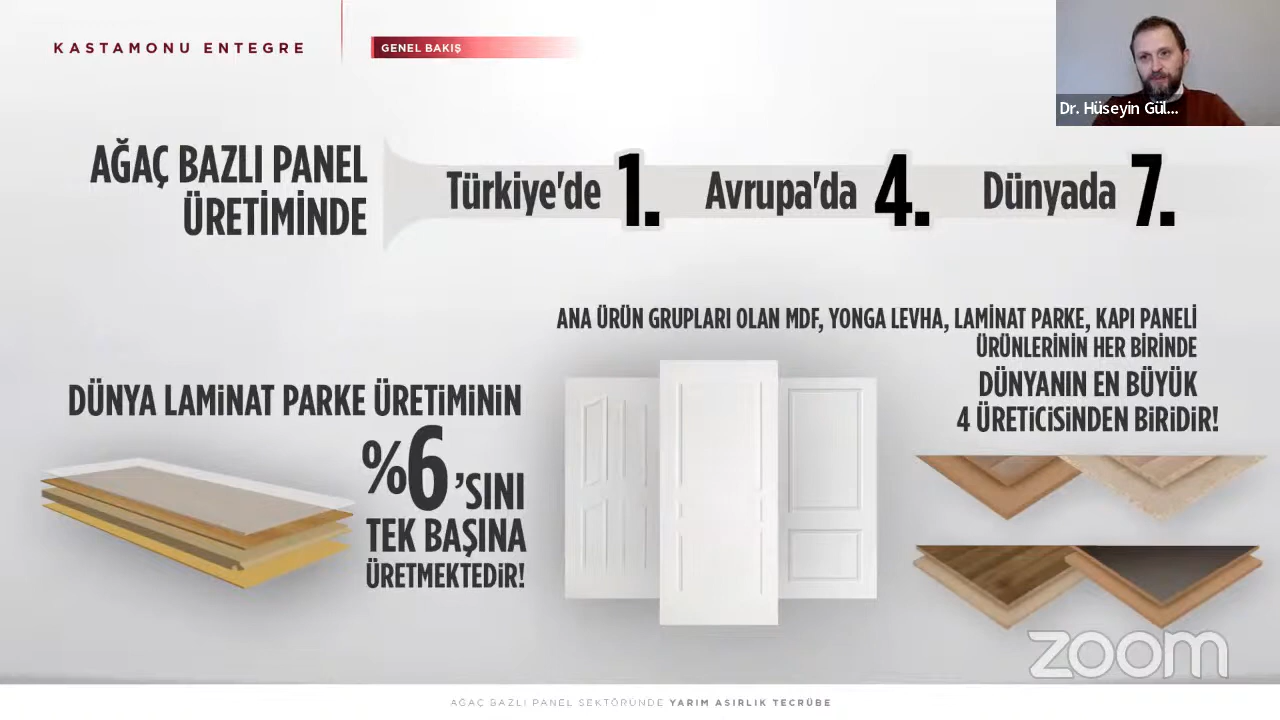 KASTAMONU ENTEGRE
GENEL BAKIŞ
Dr. Hüseyin Gül...
AĞAÇ BAZLI PANEL
ÜRETİMİNDE
Türkiye'de 1. Avrupa'da 4. Dünyada 7.
ANA ÜRÜN GRUPLARI OLAN MDF, YONGA LEVHA, LAMİNAT PARKE, KAPI PANELİ
ÜRÜNLERİNİN HER BİRİNDE
DÜNYANIN EN BÜYÜK
4 ÜRETİCİSİNDEN BİRİDİR!
DÜNYA LAMİNAT PARKE ÜRETİMİNİN
%6'SINI
TEK BAŞINA
ÜRETMEKTEDİR!
zoom
AĞAÇ BAZLI PANEL SEKTÖRÜNDE YARIM ASIRLIK TECRÜBE